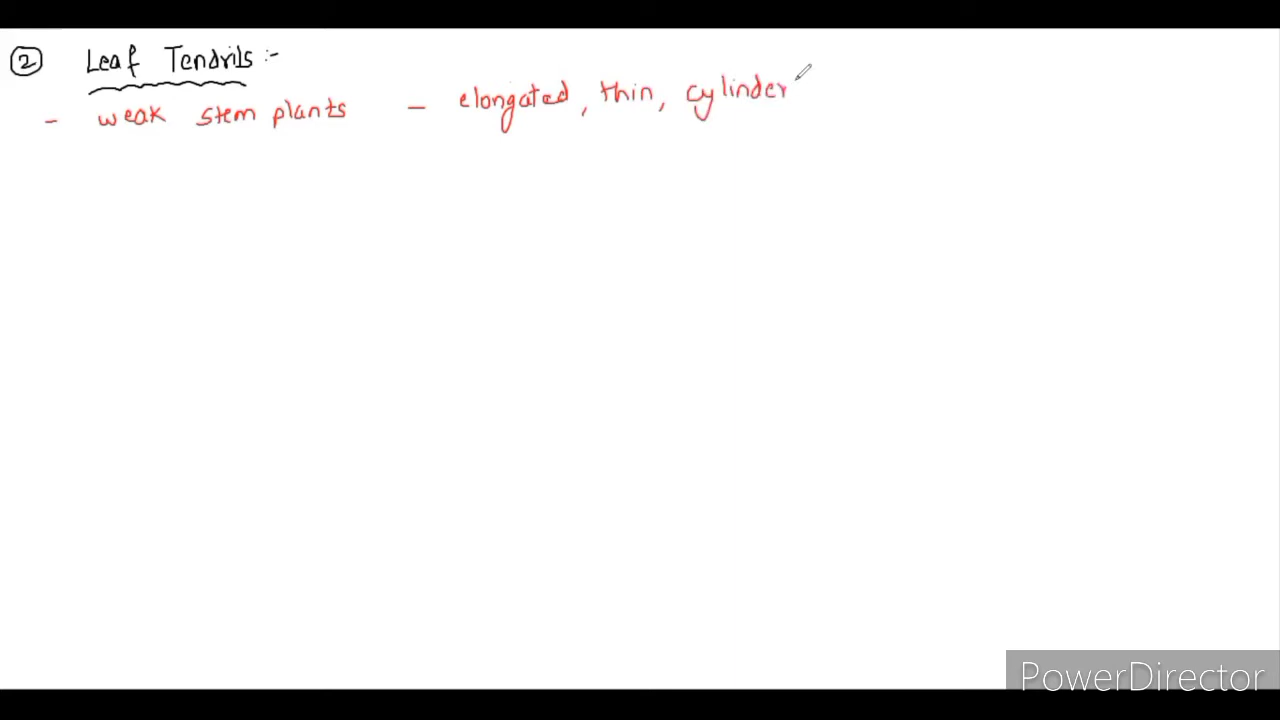 ② Leaf Tendrils :-
- weak stem plants - elongated, thin, cylinder
PowerDirector